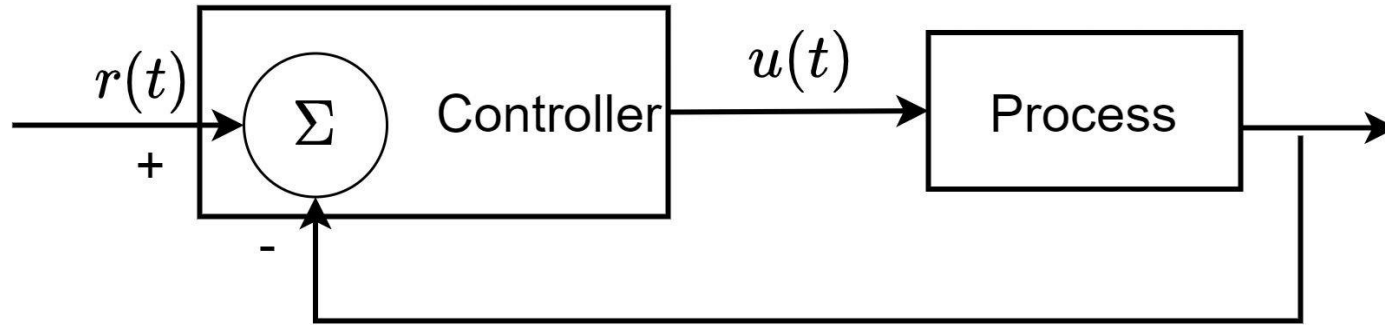 r(t)
+
Σ
-
Controller
u(t)
Process